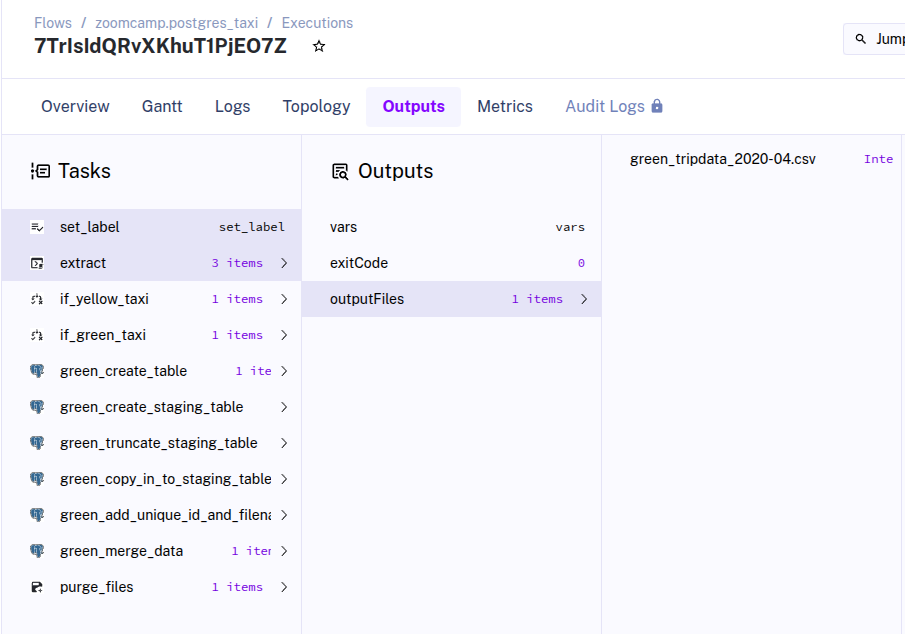 Flows / zoomcamp.postgres_taxi / Executions
7TrIsIdQRvXKhuT1PjEO7Z
Jump
Overview Gantt Logs Topology Outputs Metrics Audit Logs
Tasks
set_label set_label
extract 3 items
if_yellow_taxi 1 items
if_green_taxi 1 items
green_create_table 1 ite
green_create_staging_table
green_truncate_staging_table
green_copy_in_to_staging_table
green_add_unique_id_and_filena
green_merge_data 1 iter
purge_files 1 items
Outputs
vars vars
exitCode 0
outputFiles 1 items
green_tripdata_2020-04.csv Inte